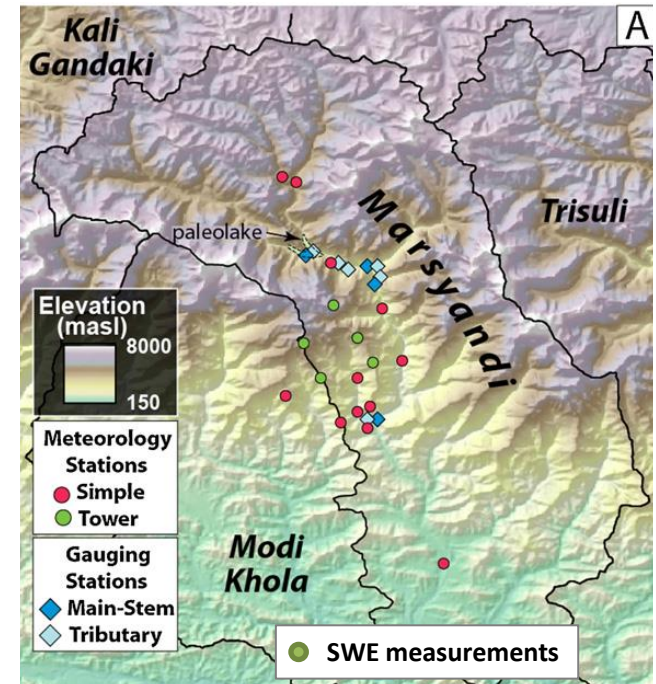 A
Kali
Gandaki
Trisuli
Marsyandi
paleolake
Elevation
(masl)
8000
150
Meteorology
Stations
Simple
Tower
Gauging
Stations
Main-Stem
Tributary
Modi
Khola
SWE measurements